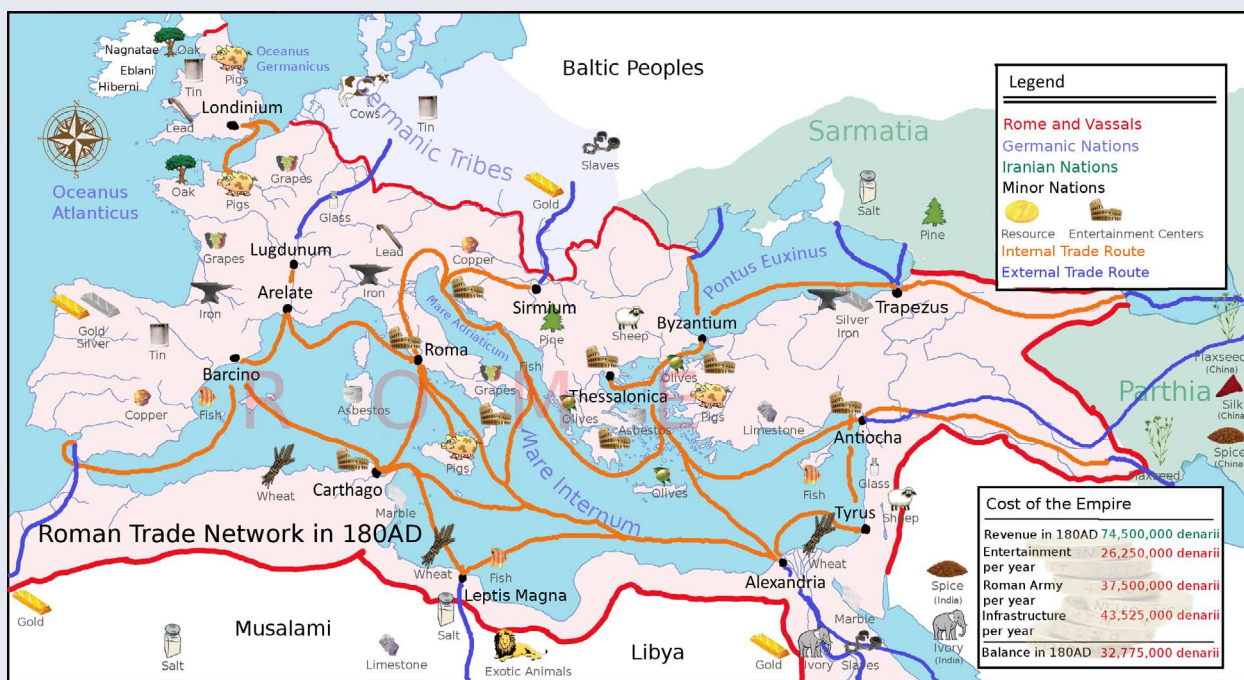 Nagnatae
Oak
Eblani
Hiberni
Oceanus
Germanicus
Pigs
Tin
Londinium
Lead
Oak
Pigs
Grapes
Oceanus
Atlanticus
Baltic Peoples
Germanic Tribes
Cows
Tin
Slaves
Gold
Sarmatia
Salt
Pine
Legend
Rome and Vassals
Germanic Nations
Iranian Nations
Minor Nations
Resource
Entertainment Centers
Internal Trade Route
External Trade Route
Glass
Lugdunum
Grapes
Lead
Copper
Arelate
Iron
Iron
Gold
Silver
Tin
Barcino
Copper
Fish
Asbestos
Roma
Mare Adriaticum
Sirmium
Pine
Sheep
Fish
Grapes
Pontus Euxinus
Byzantium
Trapezus
Silver
Iron
Olives
Thessalonica
Olives
Asbestos
Pigs
Limestone
ROME
Mare Internum
Pigs
Olives
Antiocha
Fish
Glass
Sheep
Tyrus
Parthia
Flaxseed
(China)
Silk
(China)
Spice
(China)
Flaxseed
Wheat
Carthago
Marble
Roman Trade Network in 180AD
Wheat
Fish
Leptis Magna
Salt
Alexandria
Wheat
Marble
Gold
Musalami
Salt
Limestone
Exotic Animals
Libya
Gold
Ivory
Slaves
Spice
(India)
Ivory
(India)
Cost of the Empire
Revenue in 180AD 74,500,000 denarii
Entertainment 26,250,000 denarii
per year
Roman Army 37,500,000 denarii
per year
Infrastructure 43,525,000 denarii
per year
Balance in 180AD 32,775,000 denarii